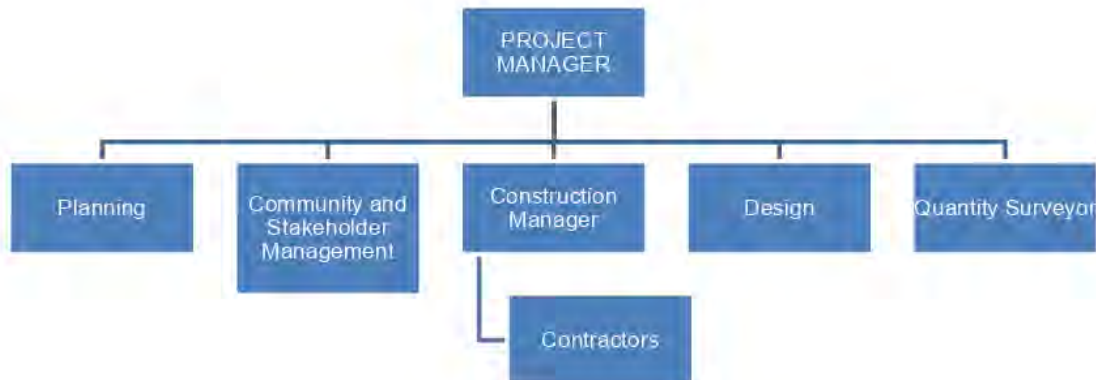 PROJECT
MANAGER
Planning
Community and
Stakeholder
Management
Construction
Manager
Design
Quantity Surveyor
Contractors